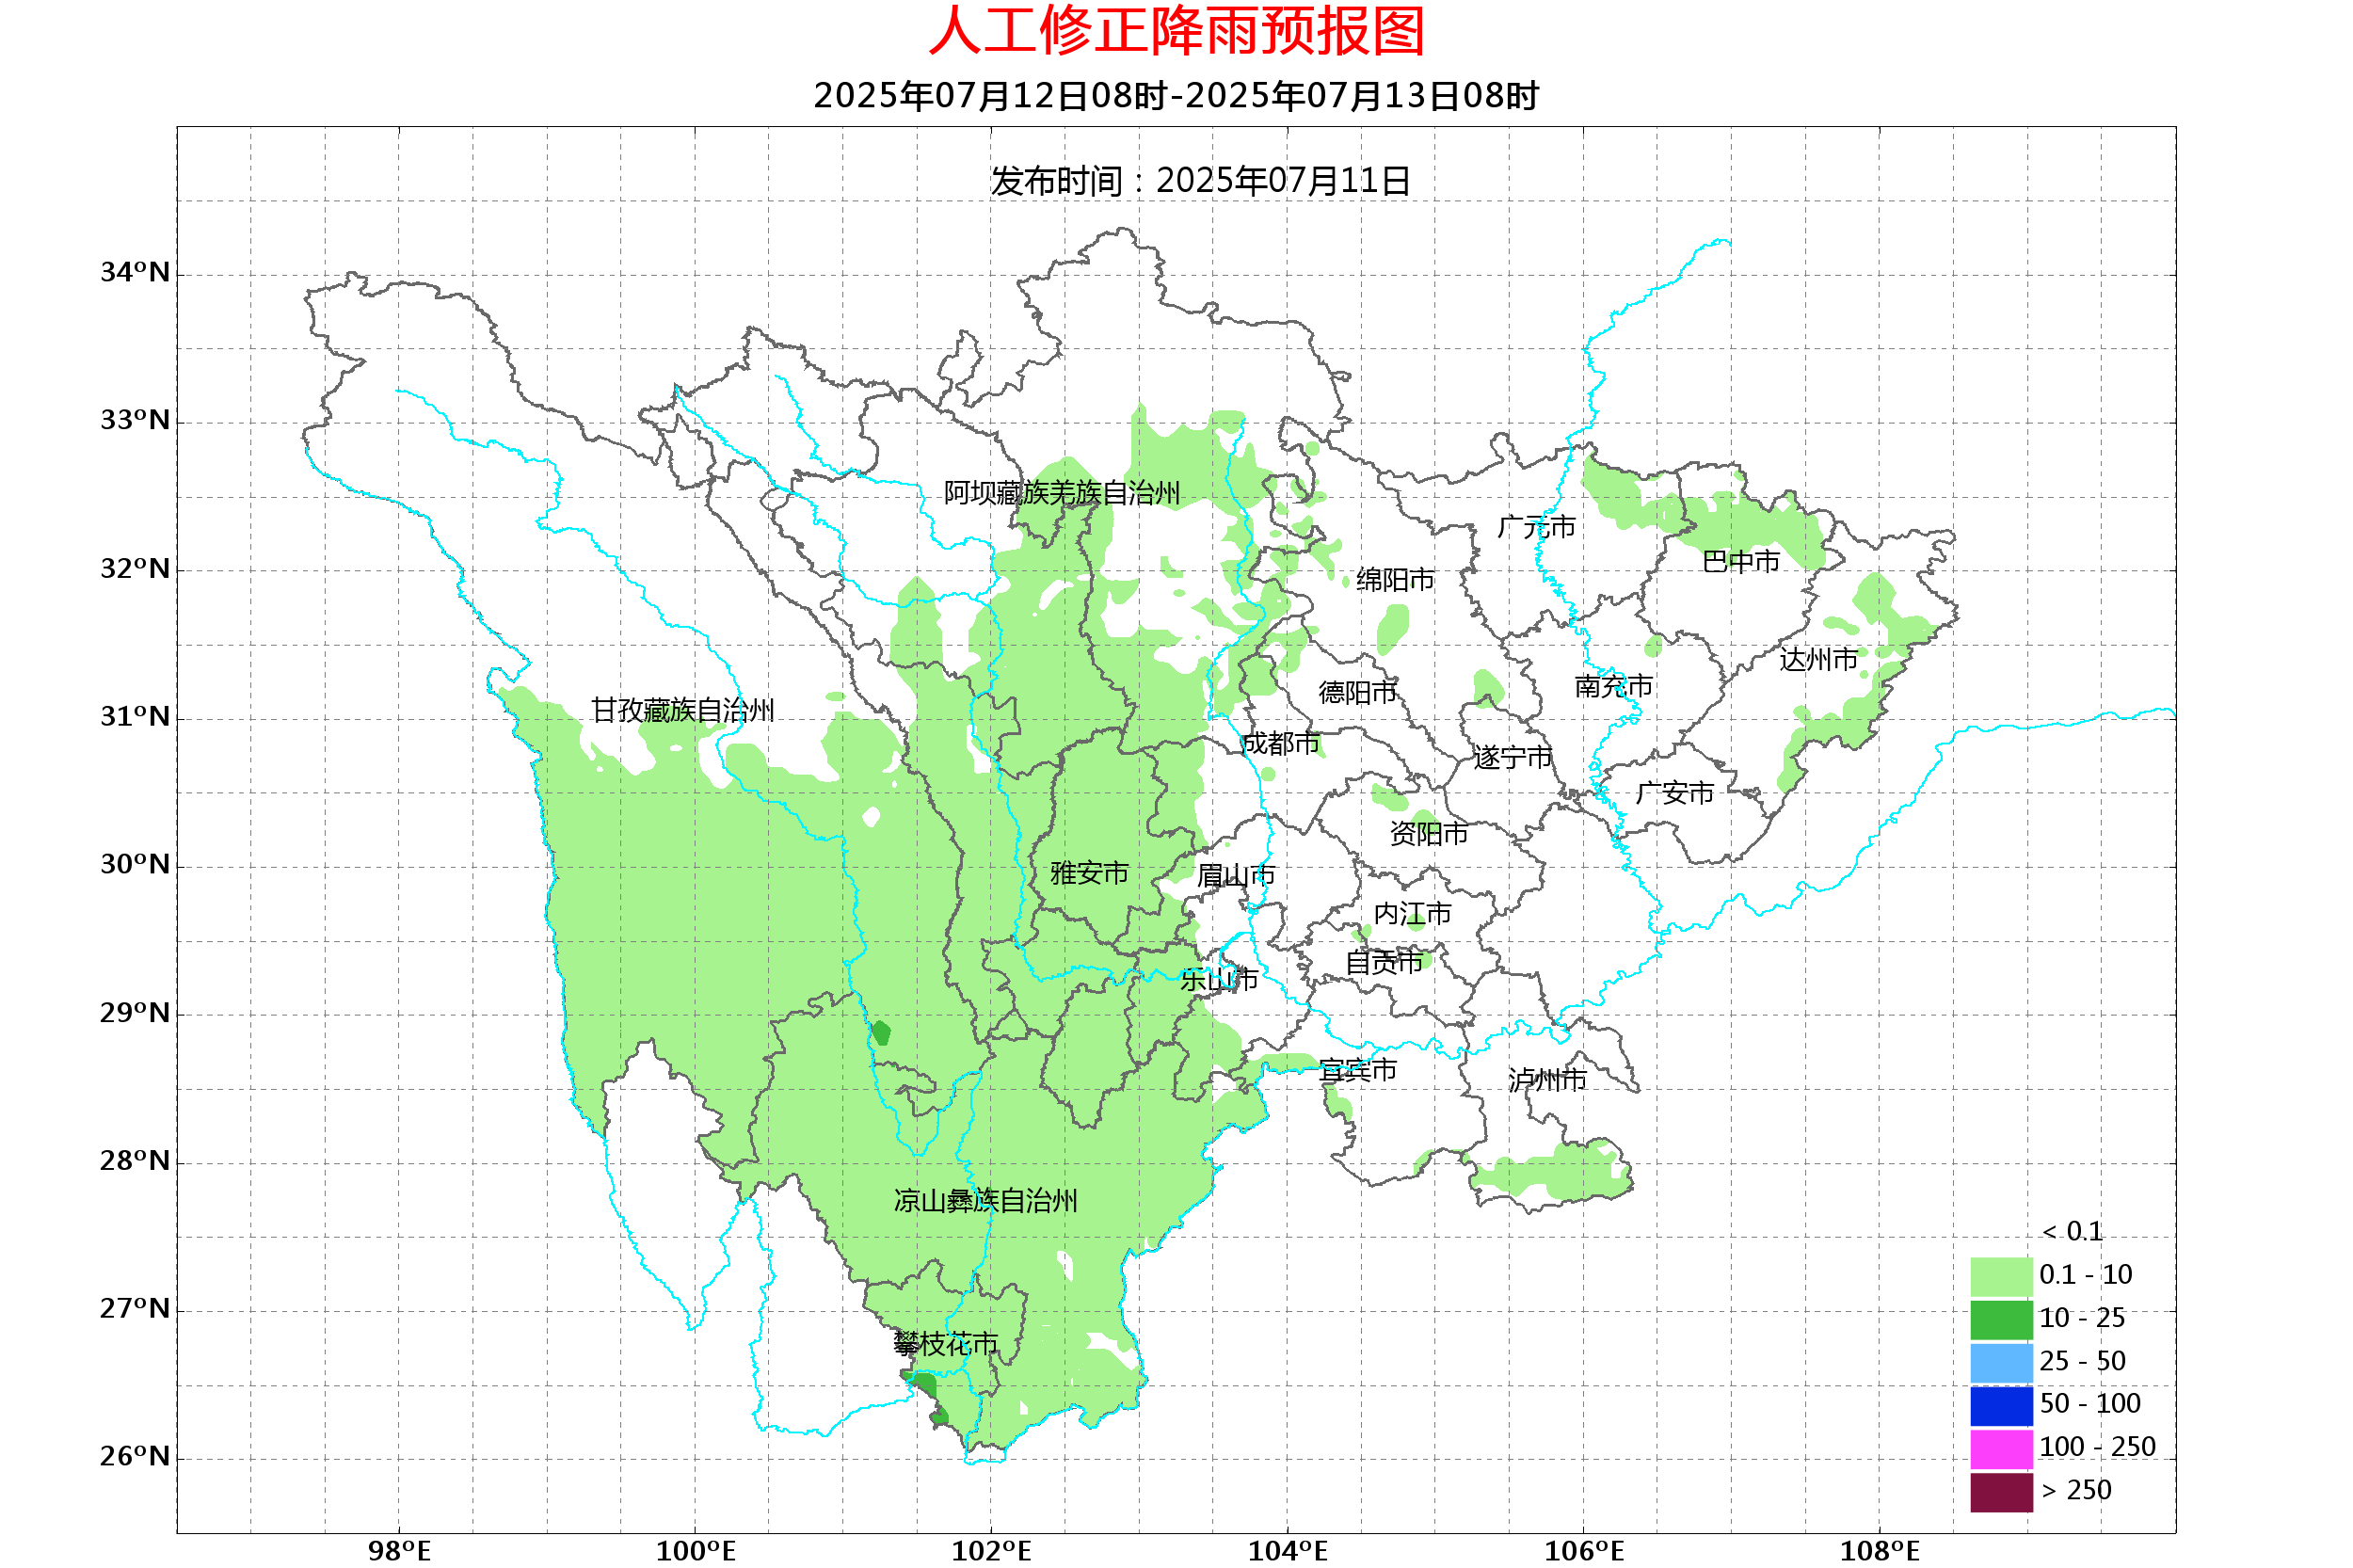 人工修正降雨预报图
2025年07月12日08时-2025年07月13日08时
发布时间：2025年07月11日
34°N
33°N
32°N
31°N
30°N
29°N
28°N
27°N
26°N
阿坝藏族羌族自治州
广元市
巴中市
绵阳市
达州市
南充市
德阳市
甘孜藏族自治州
成都市
遂宁市
广安市
资阳市
雅安市
眉山市
内江市
自贡市
乐山市
宜宾市
泸州市
凉山彝族自治州
攀枝花市
< 0.1
0.1 - 10
10 - 25
25 - 50
50 - 100
100 - 250
> 250
98°E
100°E
102°E
104°E
106°E
108°E